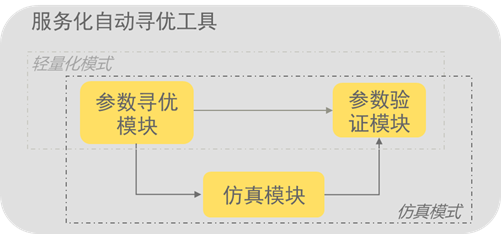 服务化自动寻优工具
轻量化模式
参数寻优
模块
参数验
证模块
仿真模块
仿真模式